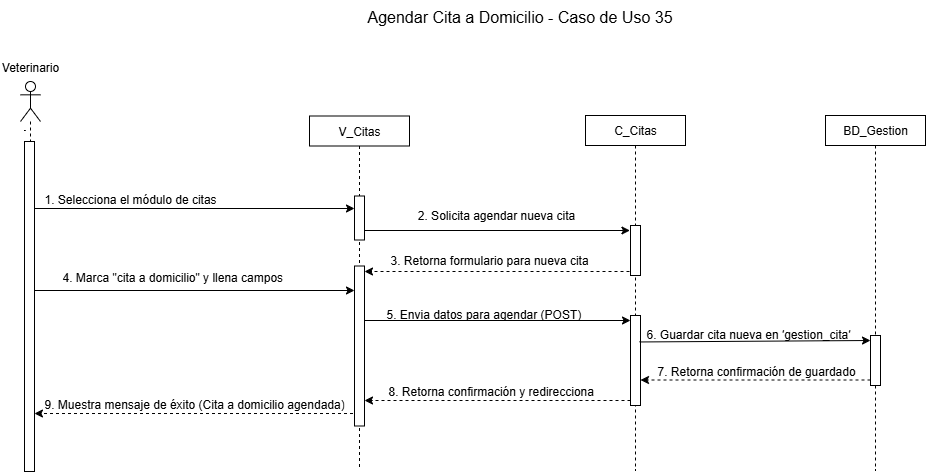 Agendar Cita a Domicilio - Caso de Uso 35
Veterinario
V_Citas
C_Citas
BD_Gestion
1. Selecciona el módulo de citas
2. Solicita agendar nueva cita
3. Retorna formulario para nueva cita
4. Marca "cita a domicilio" y llena campos
5. Envia datos para agendar (POST)
6. Guardar cita nueva en 'gestion_cita'
7. Retorna confirmación de guardado
8. Retorna confirmación y redirecciona
9. Muestra mensaje de éxito (Cita a domicilio agendada)